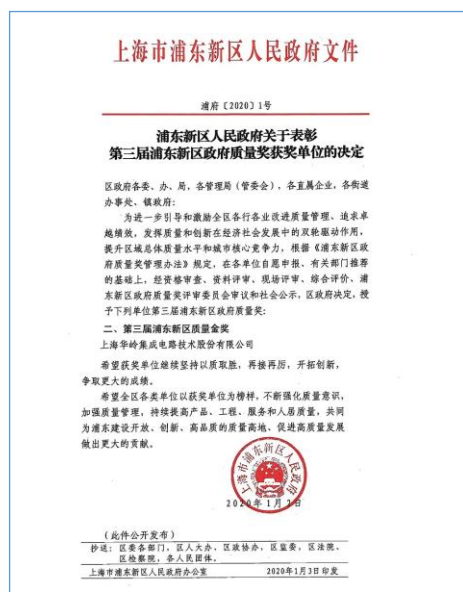 上海市浦东新区人民政府文件
浦府〔2020〕1号
浦东新区人民政府关于表彰
第三届浦东新区政府质量奖获奖单位的决定
区政府各委、办、局，各管理局（管委会），各直属企业，各街道
办事处、镇政府：
为进一步引导和激励全区各行各业改进质量管理、追求卓
越绩效，发挥质量和创新在经济社会发展中的双轮驱动作用，
提升区域总体质量水平和城市核心竞争力，根据《浦东新区政
府质量奖管理办法》规定，在各单位自愿申报、有关部门推荐
的基础上，经资格审查、资料评审、现场评审、综合评价、浦
东新区政府质量奖评审委员会审议和社会公示，区政府决定，授
予下列单位第三届浦东新区政府质量奖：
二、第三届浦东新区质量金奖
上海华岭集成电路技术股份有限公司
希望获奖单位继续坚持以质取胜，再接再厉，开拓创新，
争取更大的成绩。
希望全区各类单位以获奖单位为榜样，不断强化质量意识，
加强质量管理，持续提高产品、工程、服务和人居质量，共同
为浦东建设开放、创新、高品质的质量高地、促进高质量发展
做出更大的贡献。
上海市浦东新区人民政府
2020年1月2日
（此件公开发布）
抄送：区委各部门，区人大办、区政协办，区监委，区法院、
区检察院，各人民团体。
上海市浦东新区人民政府办公室 2020年1月3日印发